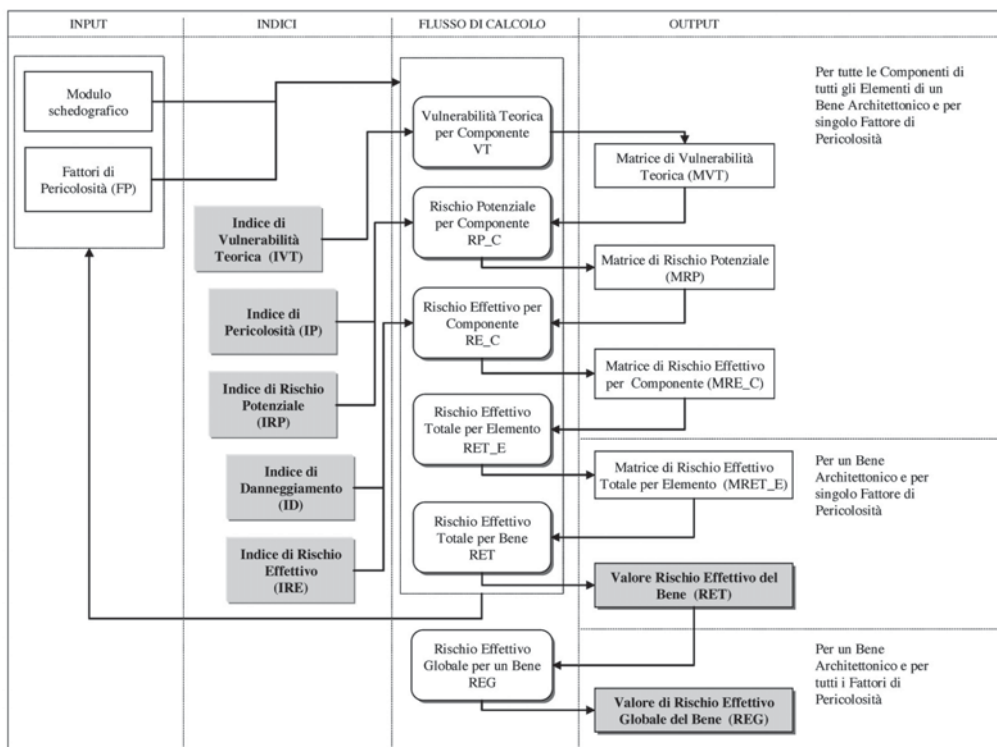 INPUT
INDICI
FLUSSO DI CALCOLO
OUTPUT
Modulo
schedografico
Fattori di
Pericolosità (FP)
Indice di
Vulnerabilità
Teorica (IVT)
Indice di
Pericolosità (IP)
Indice di Rischio
Potenziale
(IRP)
Indice di
Danneggiamento
(ID)
Indice di Rischio
Effettivo
(IRE)
Vulnerabilità Teorica
per Componente
VT
Rischio Potenziale
per Componente
RP_C
Rischio Effettivo per
Componente
RE_C
Rischio Effettivo
Totale per Elemento
RET_E
Rischio Effettivo
Totale per Bene
RET
Rischio Effettivo
Globale per un Bene
REG
Matrice di Vulnerabilità
Teorica (MVT)
Matrice di Rischio Potenziale
(MRP)
Matrice di Rischio Effettivo
per Componente (MRE_C)
Matrice di Rischio Effettivo
Totale per Elemento (MRET_E)
Valore Rischio Effettivo del
Bene (RET)
Valore di Rischio Effettivo
Globale del Bene (REG)
Per tutte le Componenti di
tutti gli Elementi di un
Bene Architettonico e per
singolo Fattore di
Pericolosità
Per un Bene
Architettonico e per
singolo Fattore di
Pericolosità
Per un Bene
Architettonico e per
tutti i Fattori di
Pericolosità